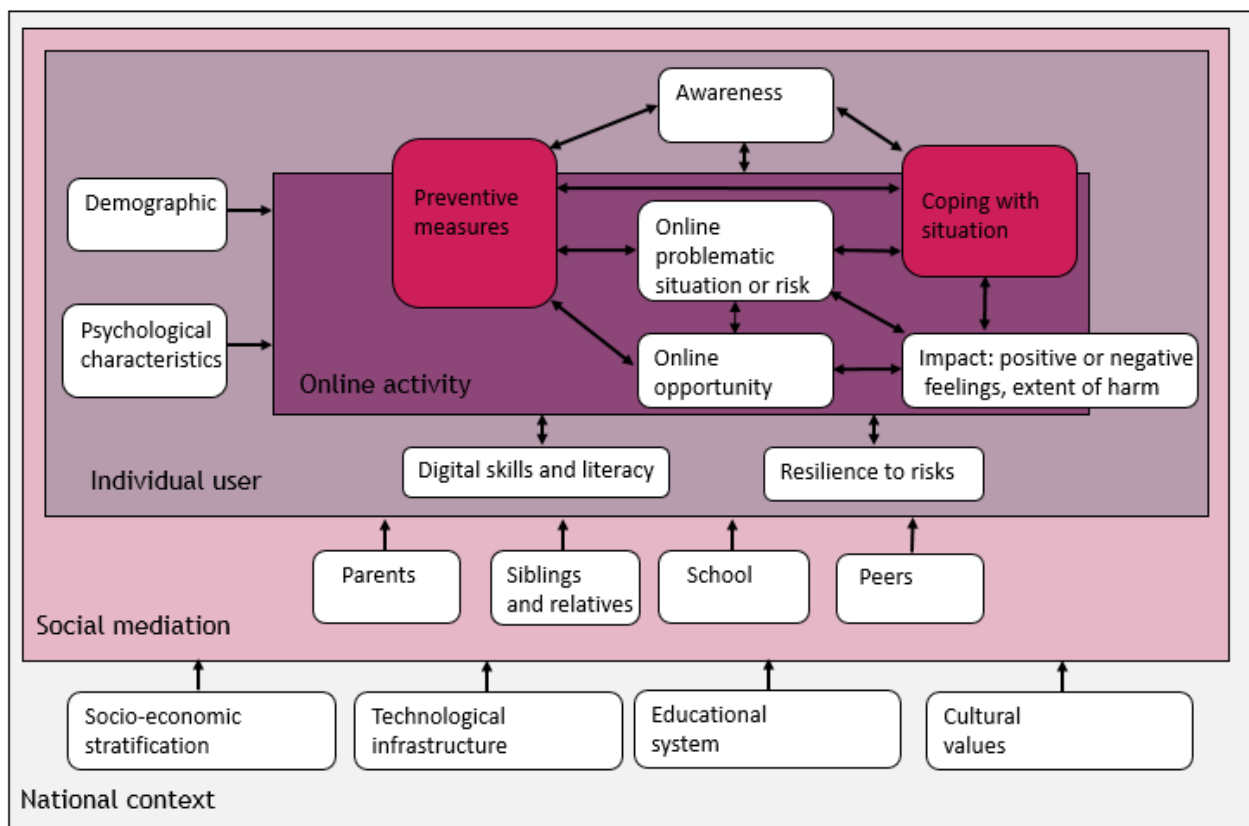 Awareness
Preventive
measures
Coping with
situation
Demographic
Online
problematic
situation or risk
Psychological
characteristics
Online
opportunity
Impact: positive or negative
feelings, extent of harm
Online activity
Digital skills and literacy
Resilience to risks
Individual user
Parents
Siblings
and relatives
School
Peers
Social mediation
Socio-economic
stratification
Technological
infrastructure
Educational
system
Cultural
values
National context